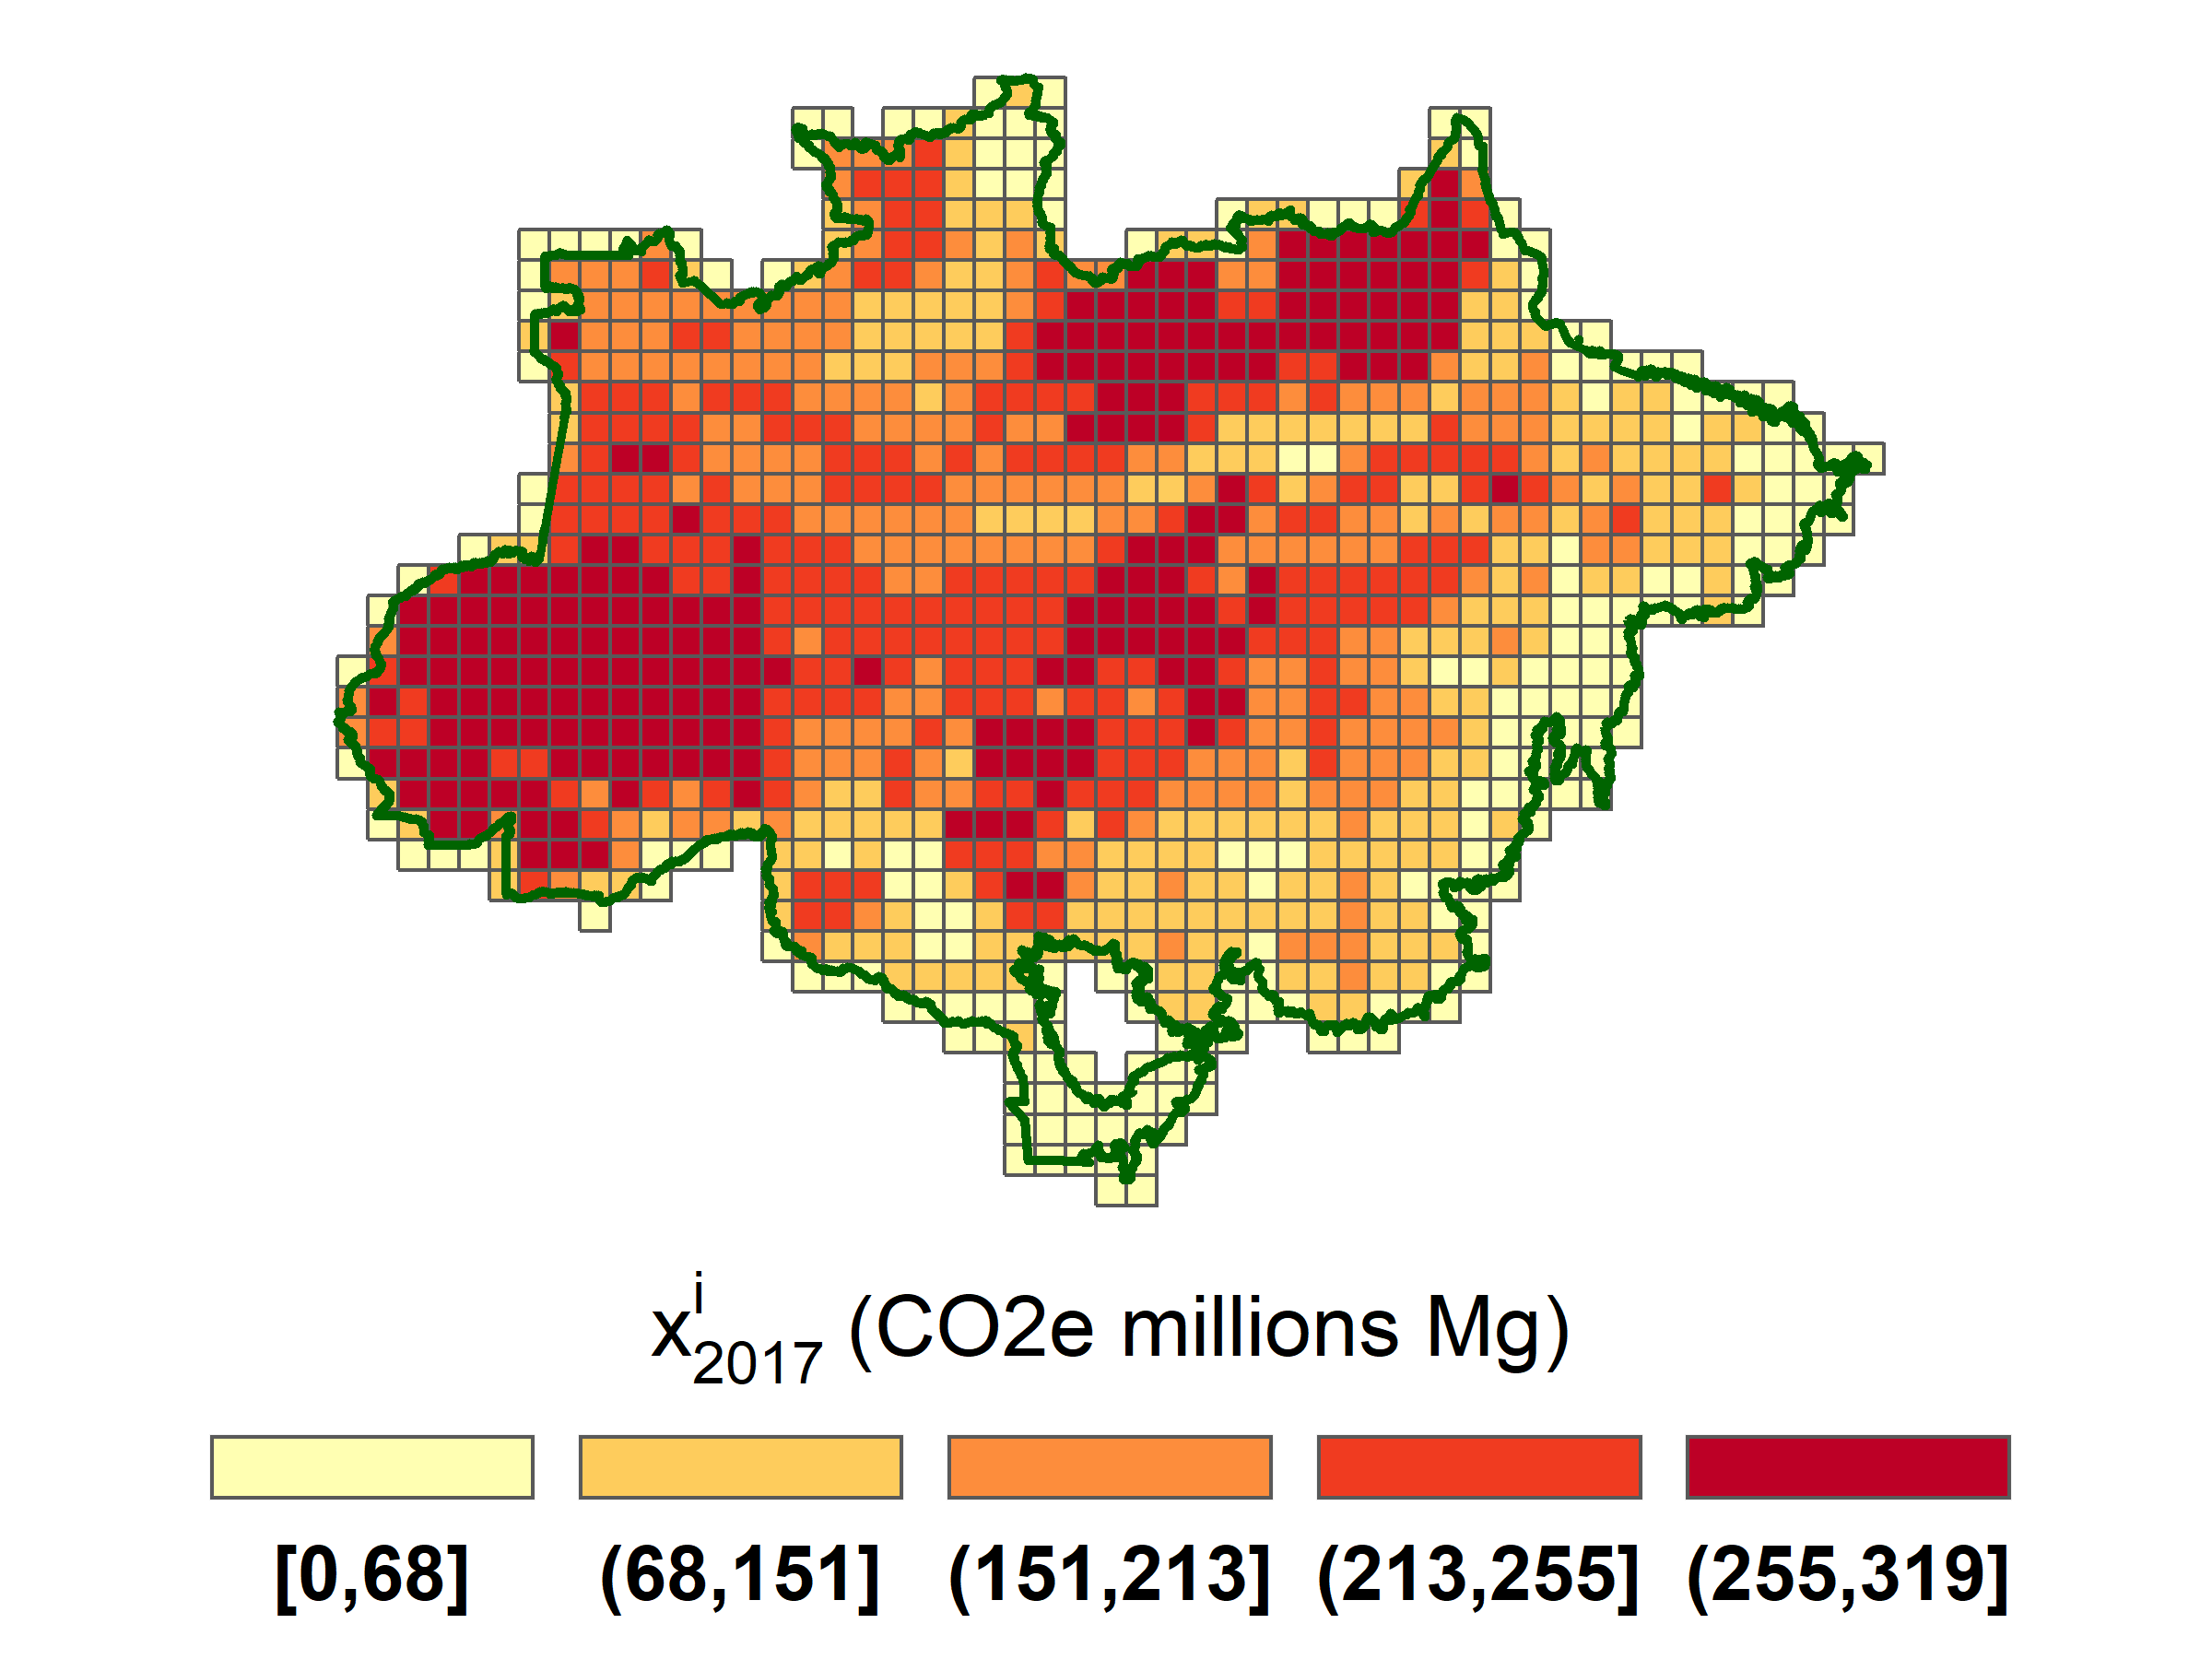 x^i_2017 (CO2e millions Mg)
[0,68] (68,151] (151,213] (213,255] (255,319]